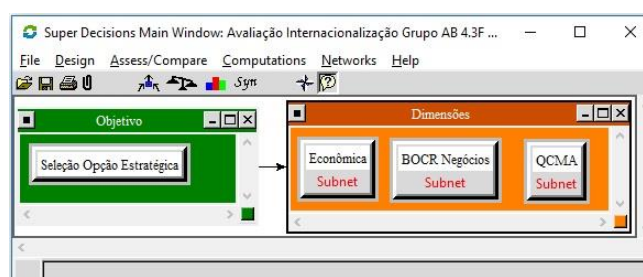 Super Decisions Main Window: Avaliação Internacionalização Grupo AB 4.3F ...
File Design Assess/Compare Computations Networks Help
Syn
Objetivo
Seleção Opção Estratégica
Dimensões
Econômica
Subnet
BOCR Negócios
Subnet
QCMA
Subnet